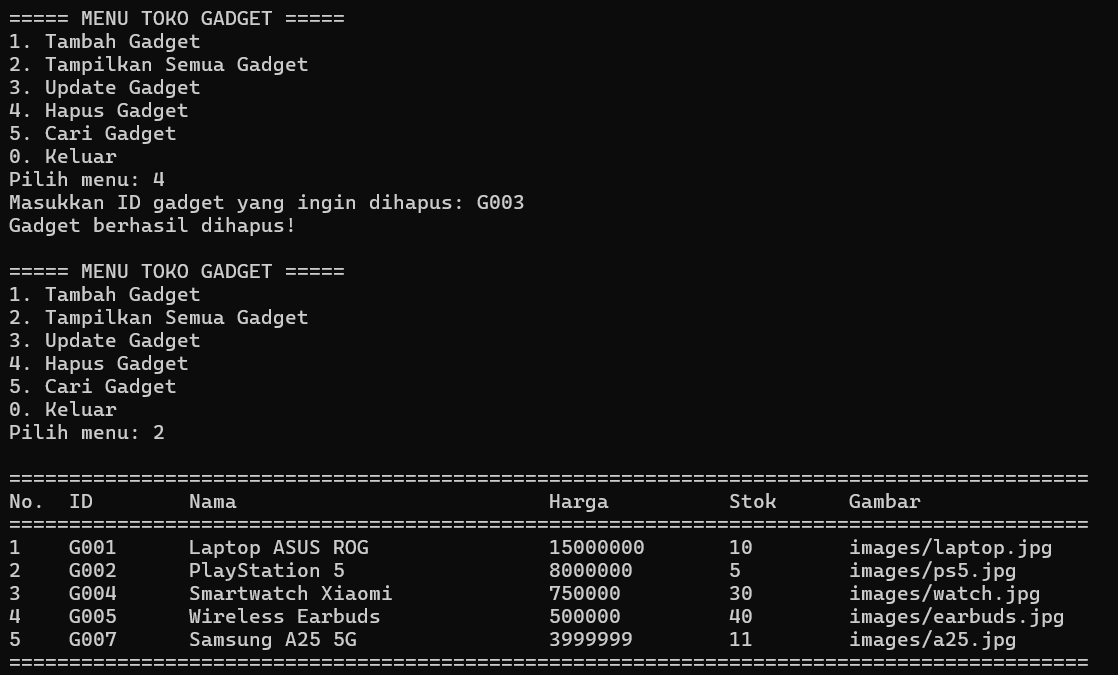 ===== MENU TOKO GADGET =====
1. Tambah Gadget
2. Tampilkan Semua Gadget
3. Update Gadget
4. Hapus Gadget
5. Cari Gadget
0. Keluar
Pilih menu: 4
Masukkan ID gadget yang ingin dihapus: G003
Gadget berhasil dihapus!

===== MENU TOKO GADGET =====
1. Tambah Gadget
2. Tampilkan Semua Gadget
3. Update Gadget
4. Hapus Gadget
5. Cari Gadget
0. Keluar
Pilih menu: 2

==========================================================================================
No.  ID        Nama                          Harga          Stok      Gambar
==========================================================================================
1    G001      Laptop ASUS ROG               15000000       10        images/laptop.jpg
2    G002      PlayStation 5                 8000000        5         images/ps5.jpg
3    G004      Smartwatch Xiaomi             750000         30        images/watch.jpg
4    G005      Wireless Earbuds              500000         40        images/earbuds.jpg
5    G007      Samsung A25 5G                3999999        11        images/a25.jpg
==========================================================================================